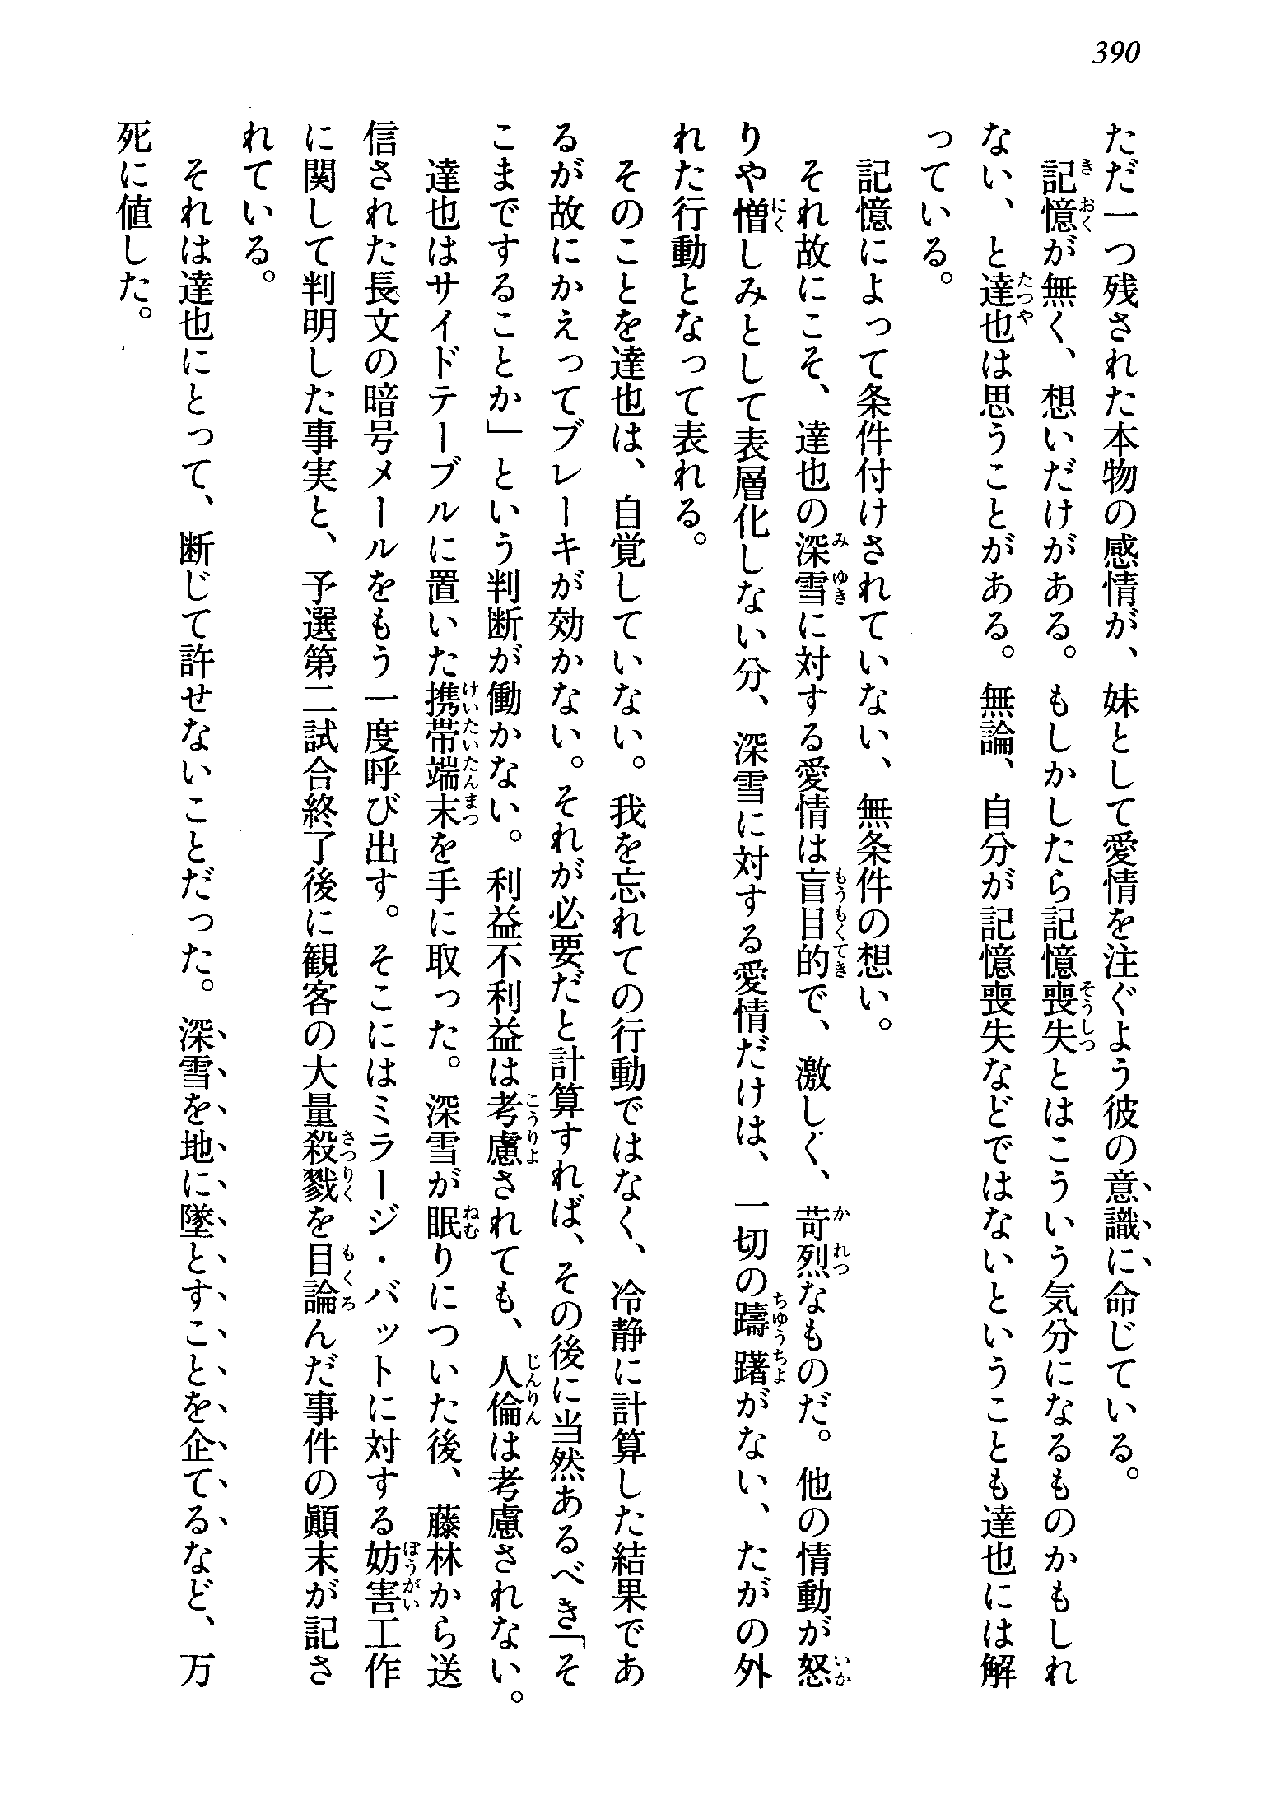 390
ただ一つ残された本物の感情が、妹として愛情を注ぐよう彼の意識に命じている。
記憶が無く、想いだけがある。もしかしたら記憶喪失とはこういう気分になるものかもしれ
ない、と達也は思うことがある。無論、自分が記憶喪失などではないということも達也には解
っている。
記憶によって条件付けされていない、無条件の想い。
それ故にこそ、達也の深雪に対する愛情は盲目的で、激しく、苛烈なものだ。他の情動が怒
りや憎しみとして表層化しない分、深雪に対する愛情だけは、一切の躊躇がない、たがの外
れた行動となって表れる。
そのことを達也は、自覚していない。我を忘れての行動ではなく、冷静に計算した結果であ
るが故にかえってブレーキが効かない。それが必要だと計算すれば、その後に当然あるべき「そ
こまですることか」という判断が働かない。利益不利益は考慮されても、人倫は考慮されない。
達也はサイドテーブルに置いた携帯端末を手に取った。深雪が眠りについた後、藤林から送
信された長文の暗号メールをもう一度呼び出す。そこにはミラージ・バットに対する妨害工作
に関して判明した事実と、予選第二試合終了後に観客の大量殺戮を目論んだ事件の顚末が記さ
れている。
それは達也にとって、断じて許せないことだった。深雪を地に墜とすことを企てるなど、万
死に値した。